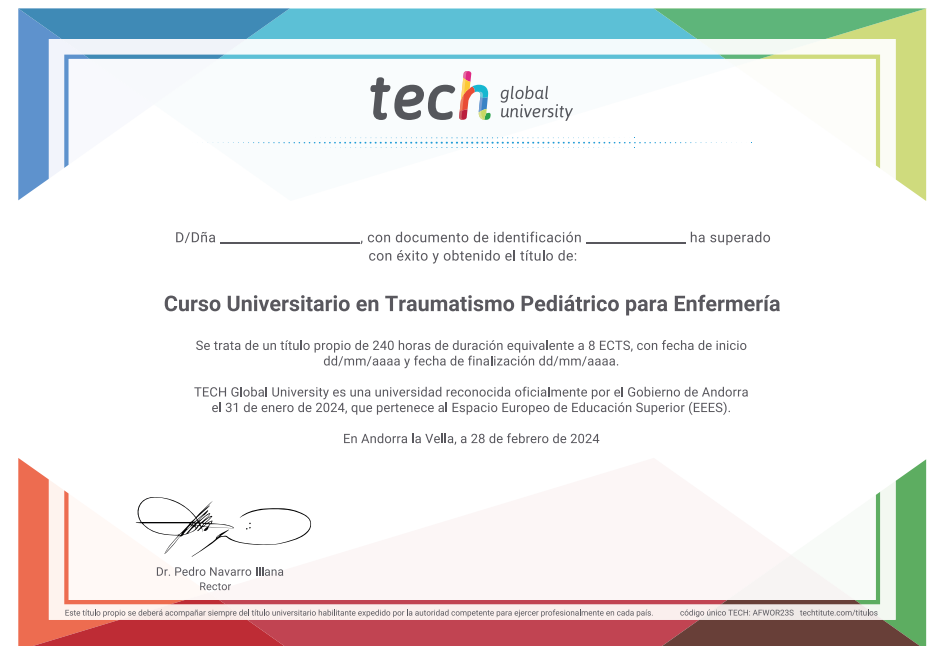 tech global university
D/Dña ____________________, con documento de identificación ______________ ha superado
con éxito y obtenido el título de:
Curso Universitario en Traumatismo Pediátrico para Enfermería
Se trata de un título propio de 240 horas de duración equivalente a 8 ECTS, con fecha de inicio
dd/mm/aaaa y fecha de finalización dd/mm/aaaa.
TECH Global University es una universidad reconocida oficialmente por el Gobierno de Andorra
el 31 de enero de 2024, que pertenece al Espacio Europeo de Educación Superior (EEES).
En Andorra la Vella, a 28 de febrero de 2024
Dr. Pedro Navarro Illana
Rector
Este título propio se deberá acompañar siempre del título universitario habilitante expedido por la autoridad competente para ejercer profesionalmente en cada país. código único TECH: AFWOR23S techtitute.com/titulos